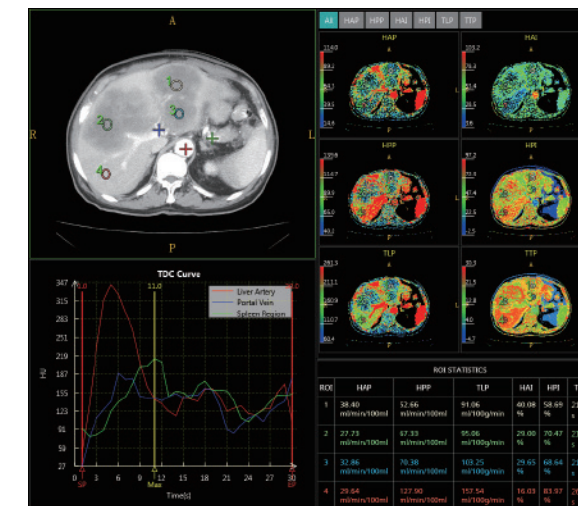 A
R
L
P
1
2
3
4
All HAP HPP HAI HPI TLP TTP
HAP
HAI
HPP
HPI
TLP
TTP
TDC Curve
Liver Artery
Portal Vein
Spleen Region
HU
347
315
283
251
219
187
155
123
91
59
27
11.0
0 3 6 9 12 15 18 21 24 27 30
Max
Time(s)
ROI STATISTICS
ROI HAP HPP TLP HAI HPI T
1 38.40 ml/min/100ml 52.66 ml/min/100ml 91.06 ml/100g/min 40.08 % 58.69 %
2 27.73 ml/min/100ml 67.33 ml/min/100ml 95.06 ml/100g/min 29.00 % 70.47 %
3 32.86 ml/min/100ml 70.38 ml/min/100ml 103.25 ml/100g/min 29.65 % 68.64 %
4 29.64 ml/min/100ml 127.90 ml/min/100ml 157.54 ml/100g/min 16.03 % 83.97 %